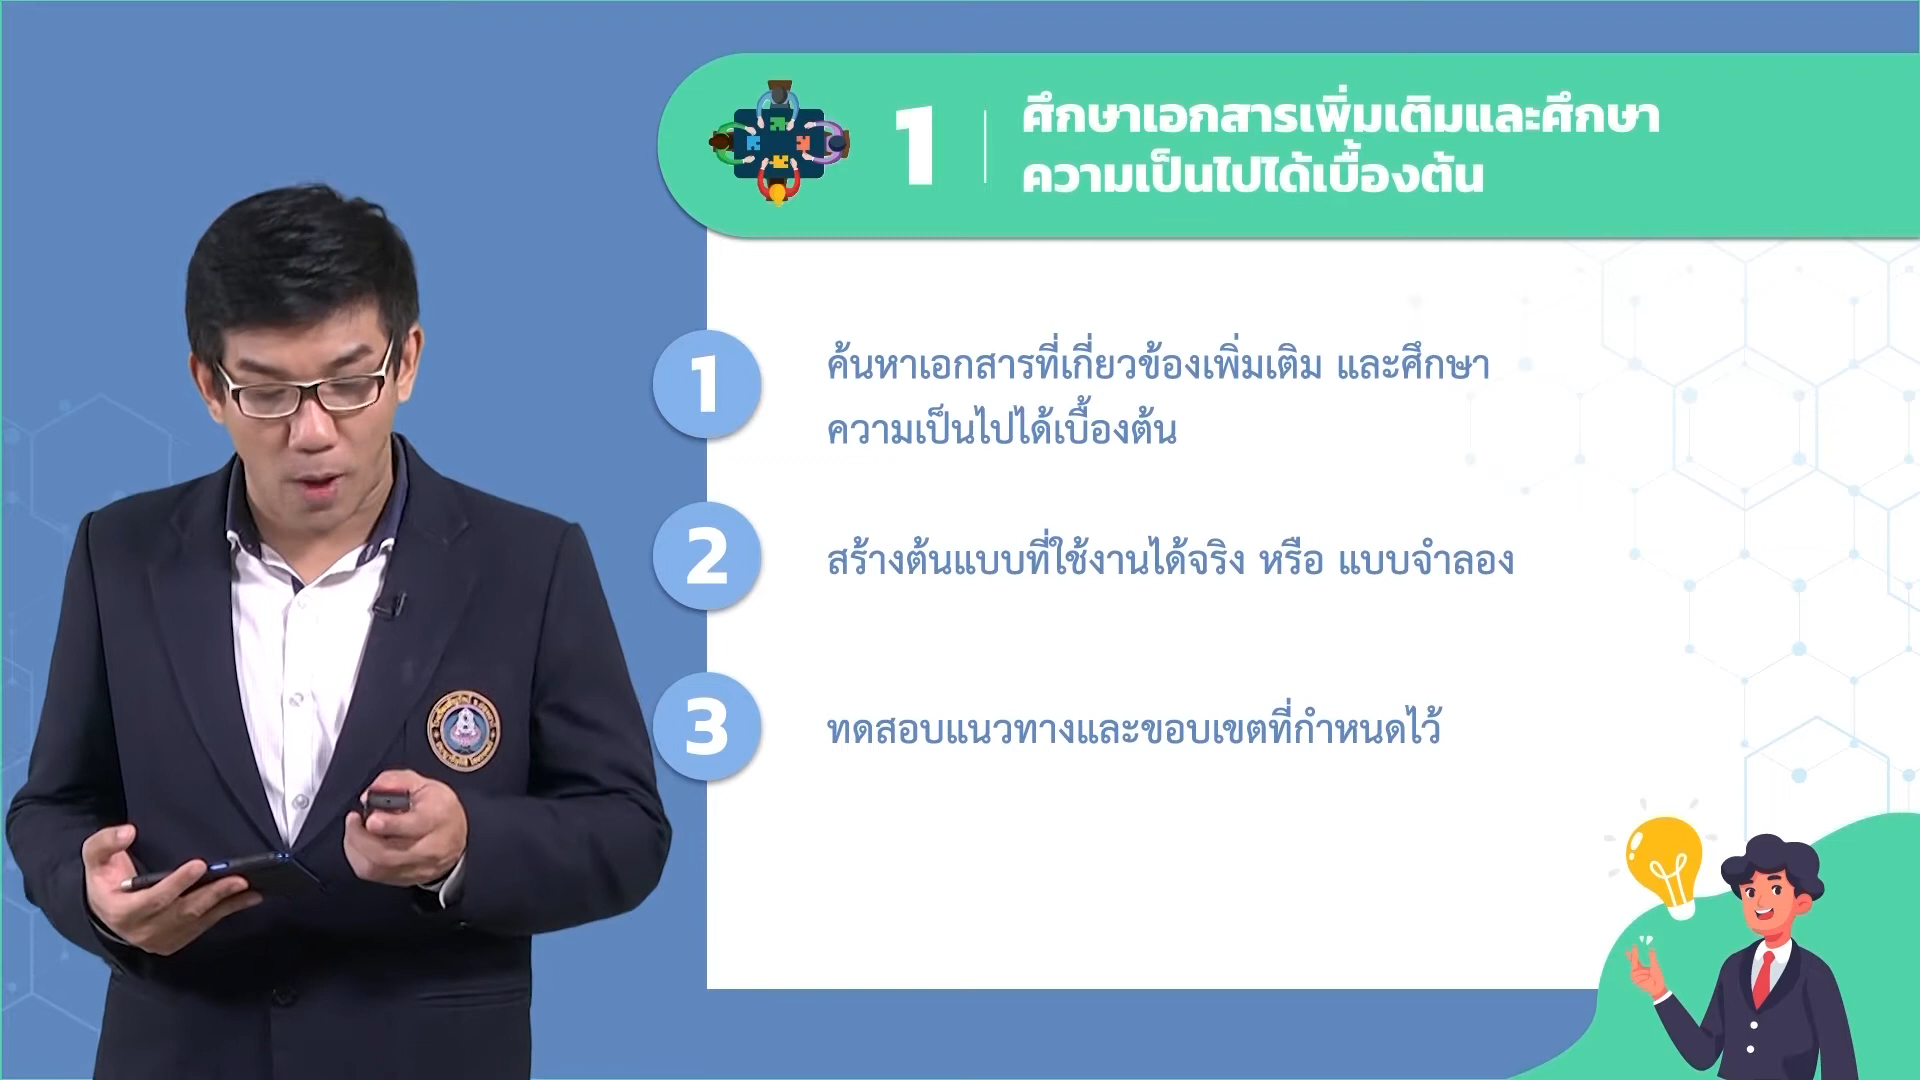 1
ศึกษาเอกสารเพิ่มเติมและศึกษา
ความเป็นไปได้เบื้องต้น
1
ค้นหาเอกสารที่เกี่ยวข้องเพิ่มเติม และศึกษา
ความเป็นไปได้เบื้องต้น
2
สร้างต้นแบบที่ใช้งานได้จริง หรือ แบบจำลอง
3
ทดสอบแนวทางและขอบเขตที่กำหนดไว้